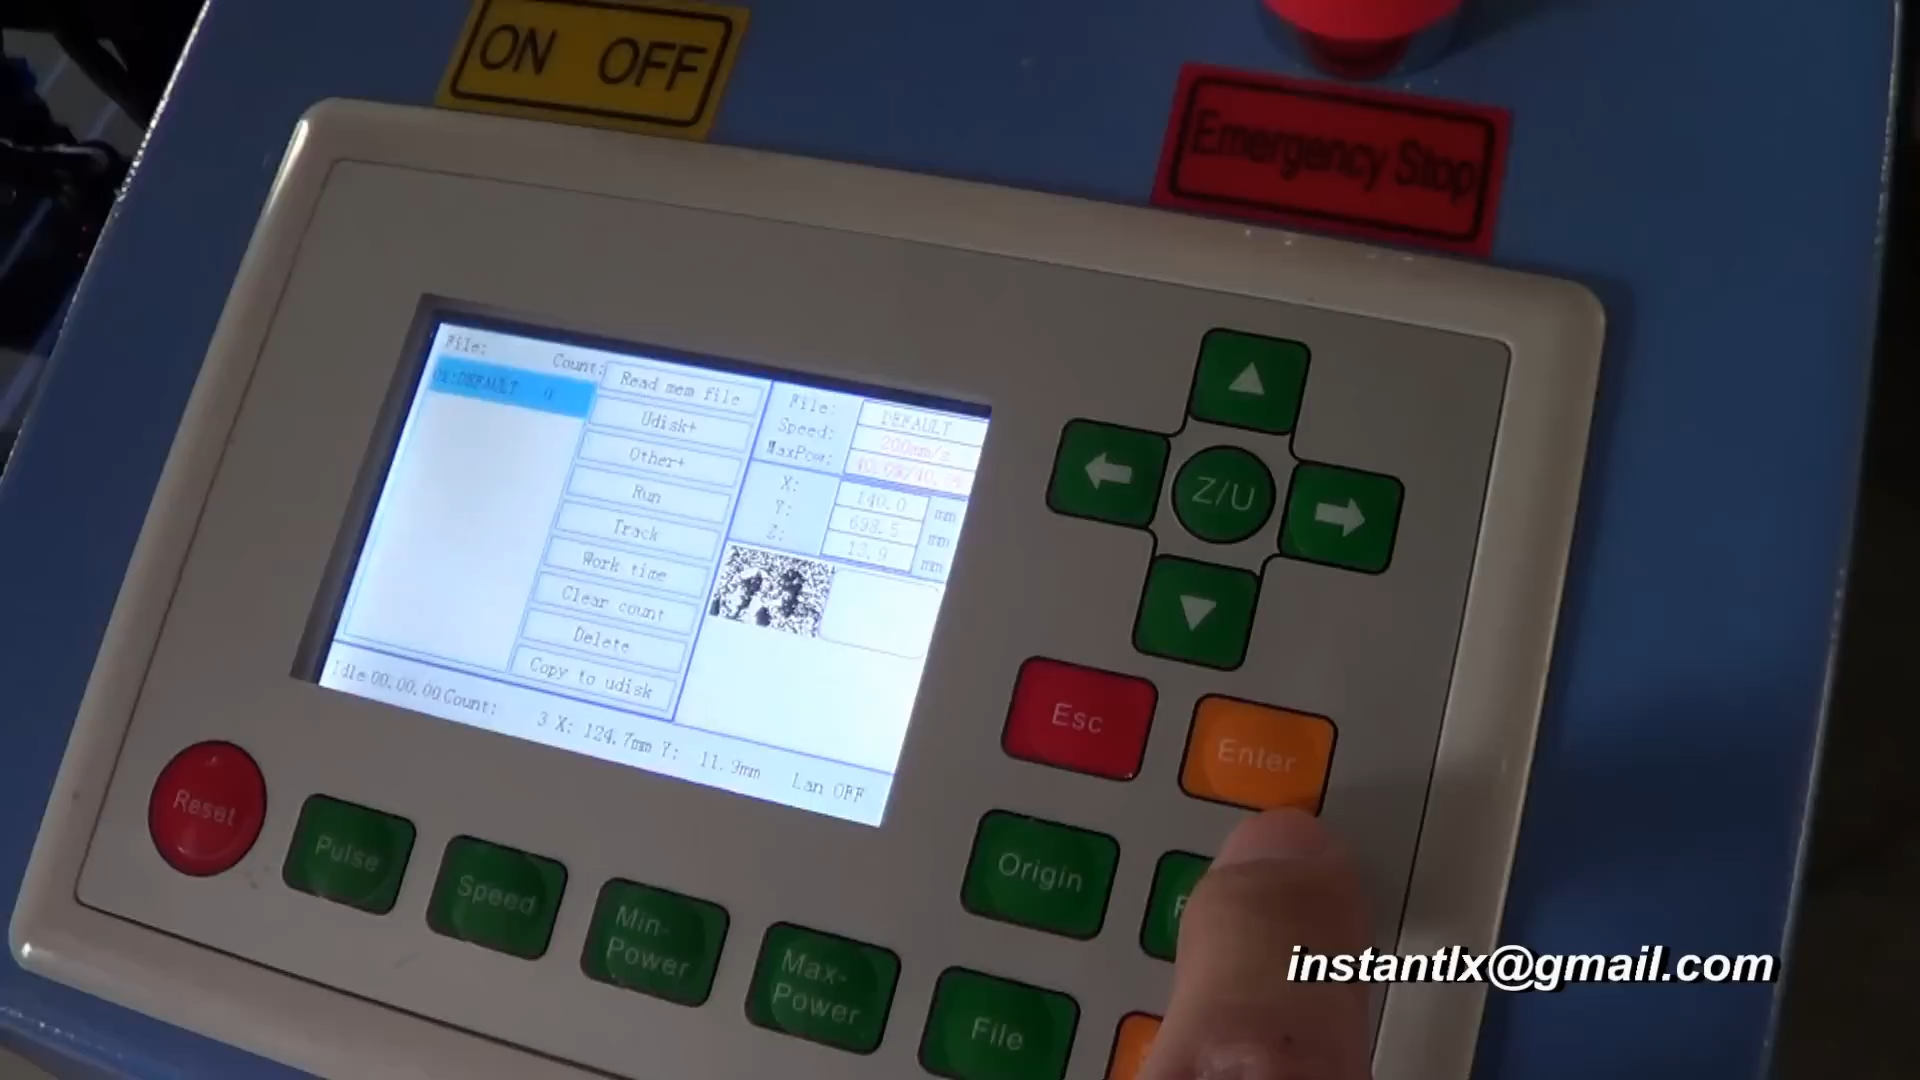 ON OFF
Emergency Stop
File:
Count:
01:DEFAULT 0
Read mem file
Udisk+
Other+
Run
Track
Work time
Clear count
Delete
Copy to udisk
File: DEFAULT
Speed: 200mm/s
MaxPow:
X: 140.0 mm
Y: 698.5 mm
Z: 13.9 mm
Idle 00.00.00 Count: 3 X: 124.7mm Y: 11.9mm Lan OFF
Z/U
Esc
Enter
Reset
Pulse
Speed
Min-
Power
Max-
Power
Origin
File
instantlx@gmail.com